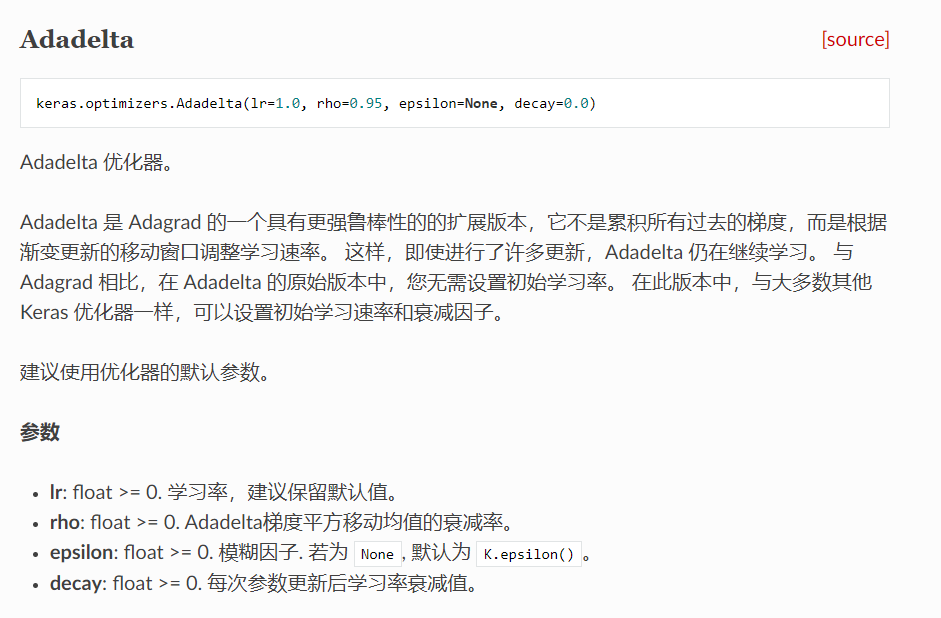 Adadelta
[source]
keras.optimizers.Adadelta(lr=1.0, rho=0.95, epsilon=None, decay=0.0)
Adadelta 优化器。
Adadelta 是 Adagrad 的一个具有更强鲁棒性的的扩展版本，它不是累积所有过去的梯度，而是根据
渐变更新的移动窗口调整学习速率。 这样，即使进行了许多更新，Adadelta 仍在继续学习。 与
Adagrad 相比，在 Adadelta 的原始版本中，您无需设置初始学习率。 在此版本中，与大多数其他
Keras 优化器一样，可以设置初始学习速率和衰减因子。
建议使用优化器的默认参数。
参数
• lr: float >= 0. 学习率，建议保留默认值。
• rho: float >= 0. Adadelta梯度平方移动均值的衰减率。
• epsilon: float >= 0. 模糊因子. 若为 None, 默认为 K.epsilon()。
• decay: float >= 0. 每次参数更新后学习率衰减值。